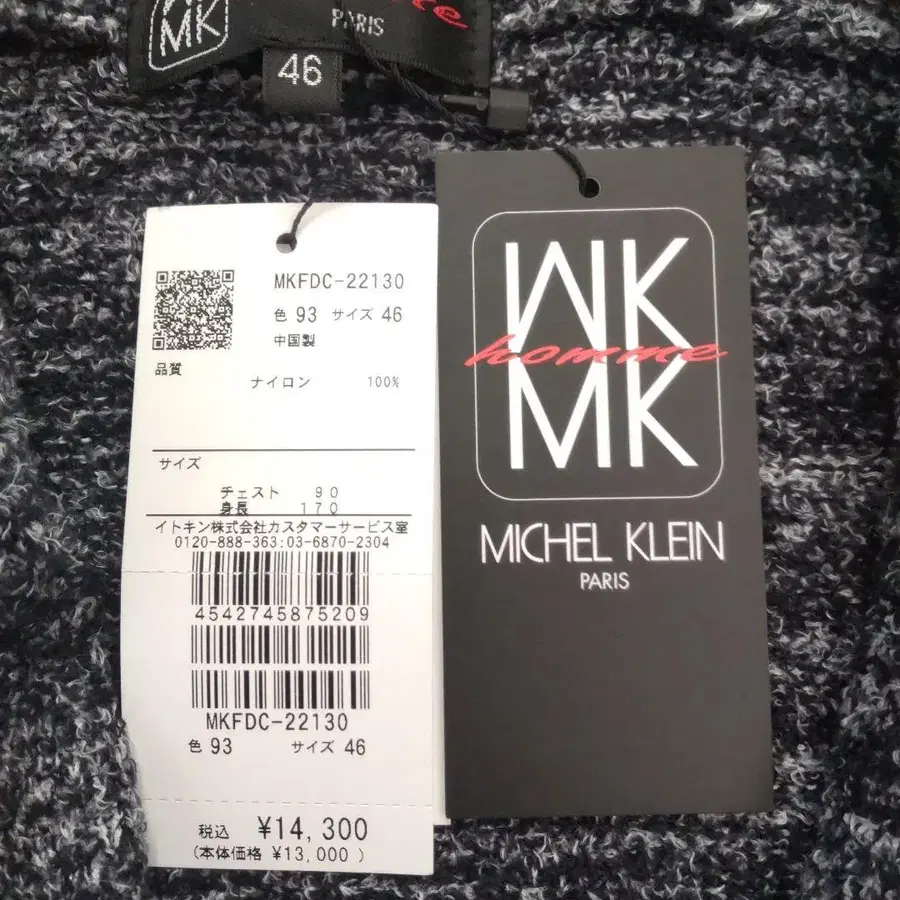 MK
homme
PARIS
46
MKFDC-22130
色 93 サイズ 46
中国製
品質
ナイロン 100%
サイズ
チェスト 90
身長 170
イトキン株式会社カスタマーサービス室
0120-888-363:03-6870-2304
4542745875209
MKFDC-22130
色 93 サイズ 46
税込 ¥14,300
(本体価格 ¥13,000 )
MK
homme
MK
MICHEL KLEIN
PARIS